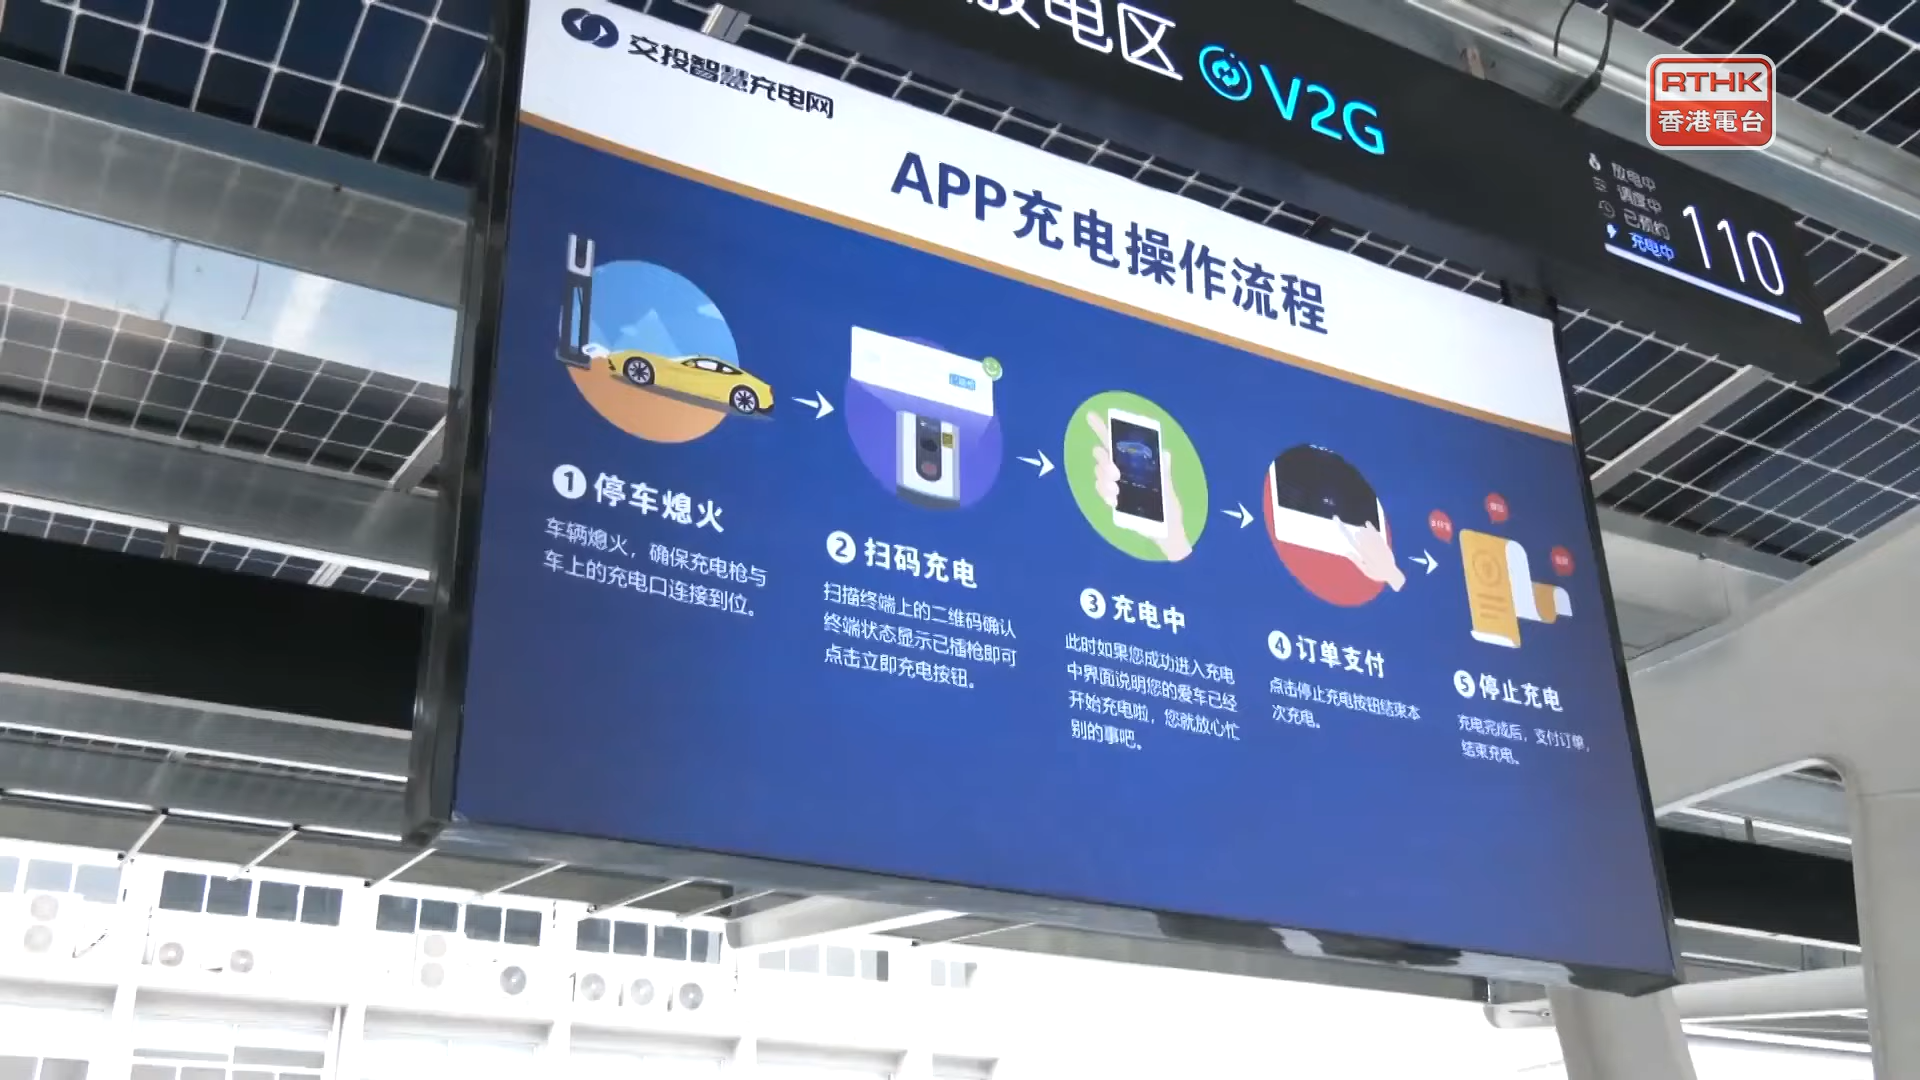 放电区 V2G
RTHK
香港電台
交投智慧充电网
放电中
调度中
已预约
充电中
110
APP充电操作流程
1 停车熄火
车辆熄火，确保充电枪与
车上的充电口连接到位。
2 扫码充电
扫描终端上的二维码确认
终端状态显示已插枪即可
点击立即充电按钮。
3 充电中
此时如果您成功进入充电
中界面说明您的爱车已经
开始充电啦，您就放心忙
别的事吧。
4 订单支付
点击停止充电按钮结束本
次充电。
5 停止充电
充电完成后，支付订单，
结束充电。